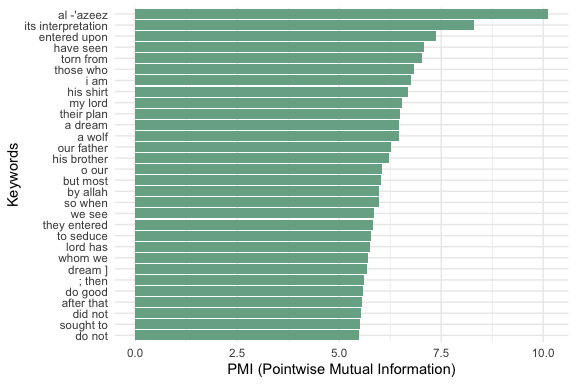 al -'azeez
its interpretation
entered upon
have seen
torn from
those who
i am
his shirt
my lord
their plan
a dream
a wolf
our father
his brother
o our
but most
by allah
so when
we see
they entered
to seduce
lord has
whom we
dream ]
; then
do good
after that
did not
sought to
do not
Keywords
0.0 2.5 5.0 7.5 10.0
PMI (Pointwise Mutual Information)